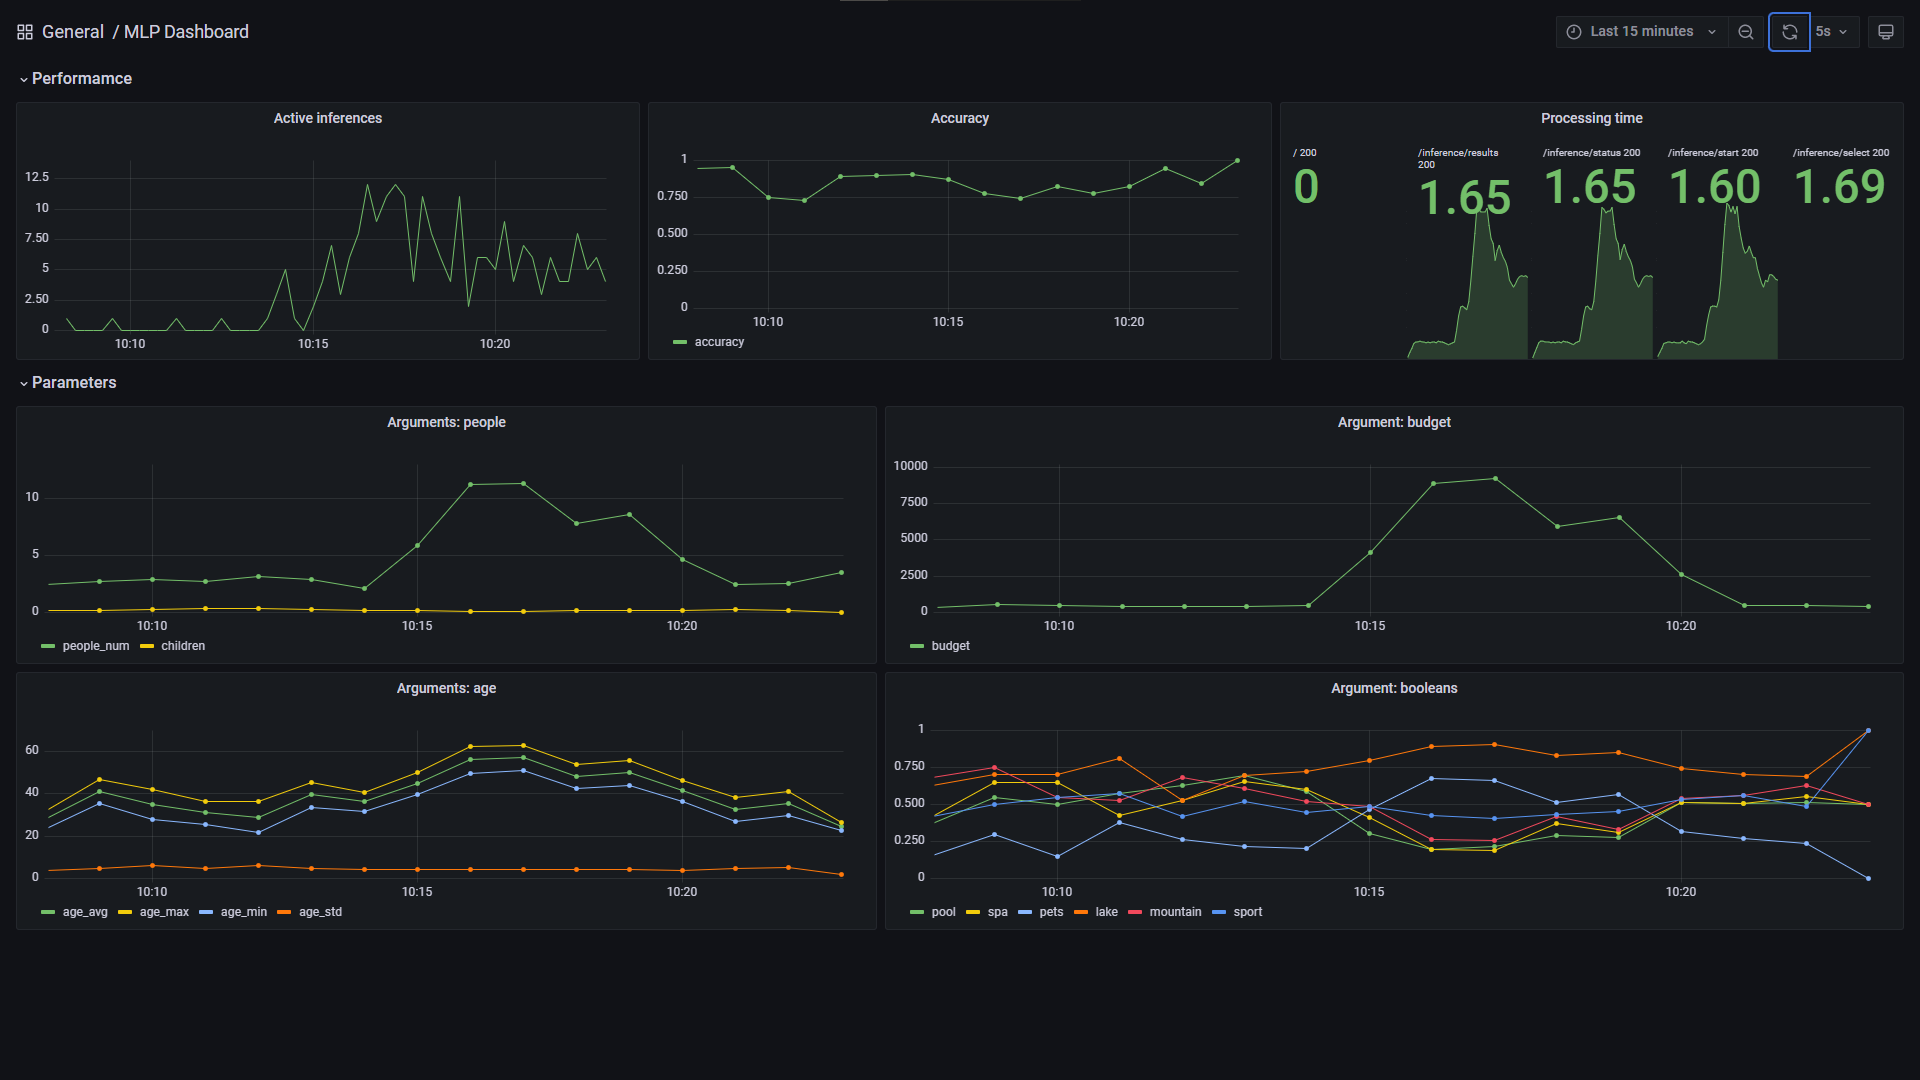 General / MLP Dashboard
Last 15 minutes
5s
Performamce
Active inferences
12.5
10
7.50
5
2.50
0
10:10 10:15 10:20
Accuracy
1
0.750
0.500
0.250
0
10:10 10:15 10:20
accuracy
Processing time
/ 200
0
/inference/results
200
1.65
/inference/status 200
1.65
/inference/start 200
1.60
/inference/select 200
1.69
Parameters
Arguments: people
10
5
0
10:10 10:15 10:20
people_num children
Argument: budget
10000
7500
5000
2500
0
10:10 10:15 10:20
budget
Arguments: age
60
40
20
0
10:10 10:15 10:20
age_avg age_max age_min age_std
Argument: booleans
1
0.750
0.500
0.250
0
10:10 10:15 10:20
pool spa pets lake mountain sport